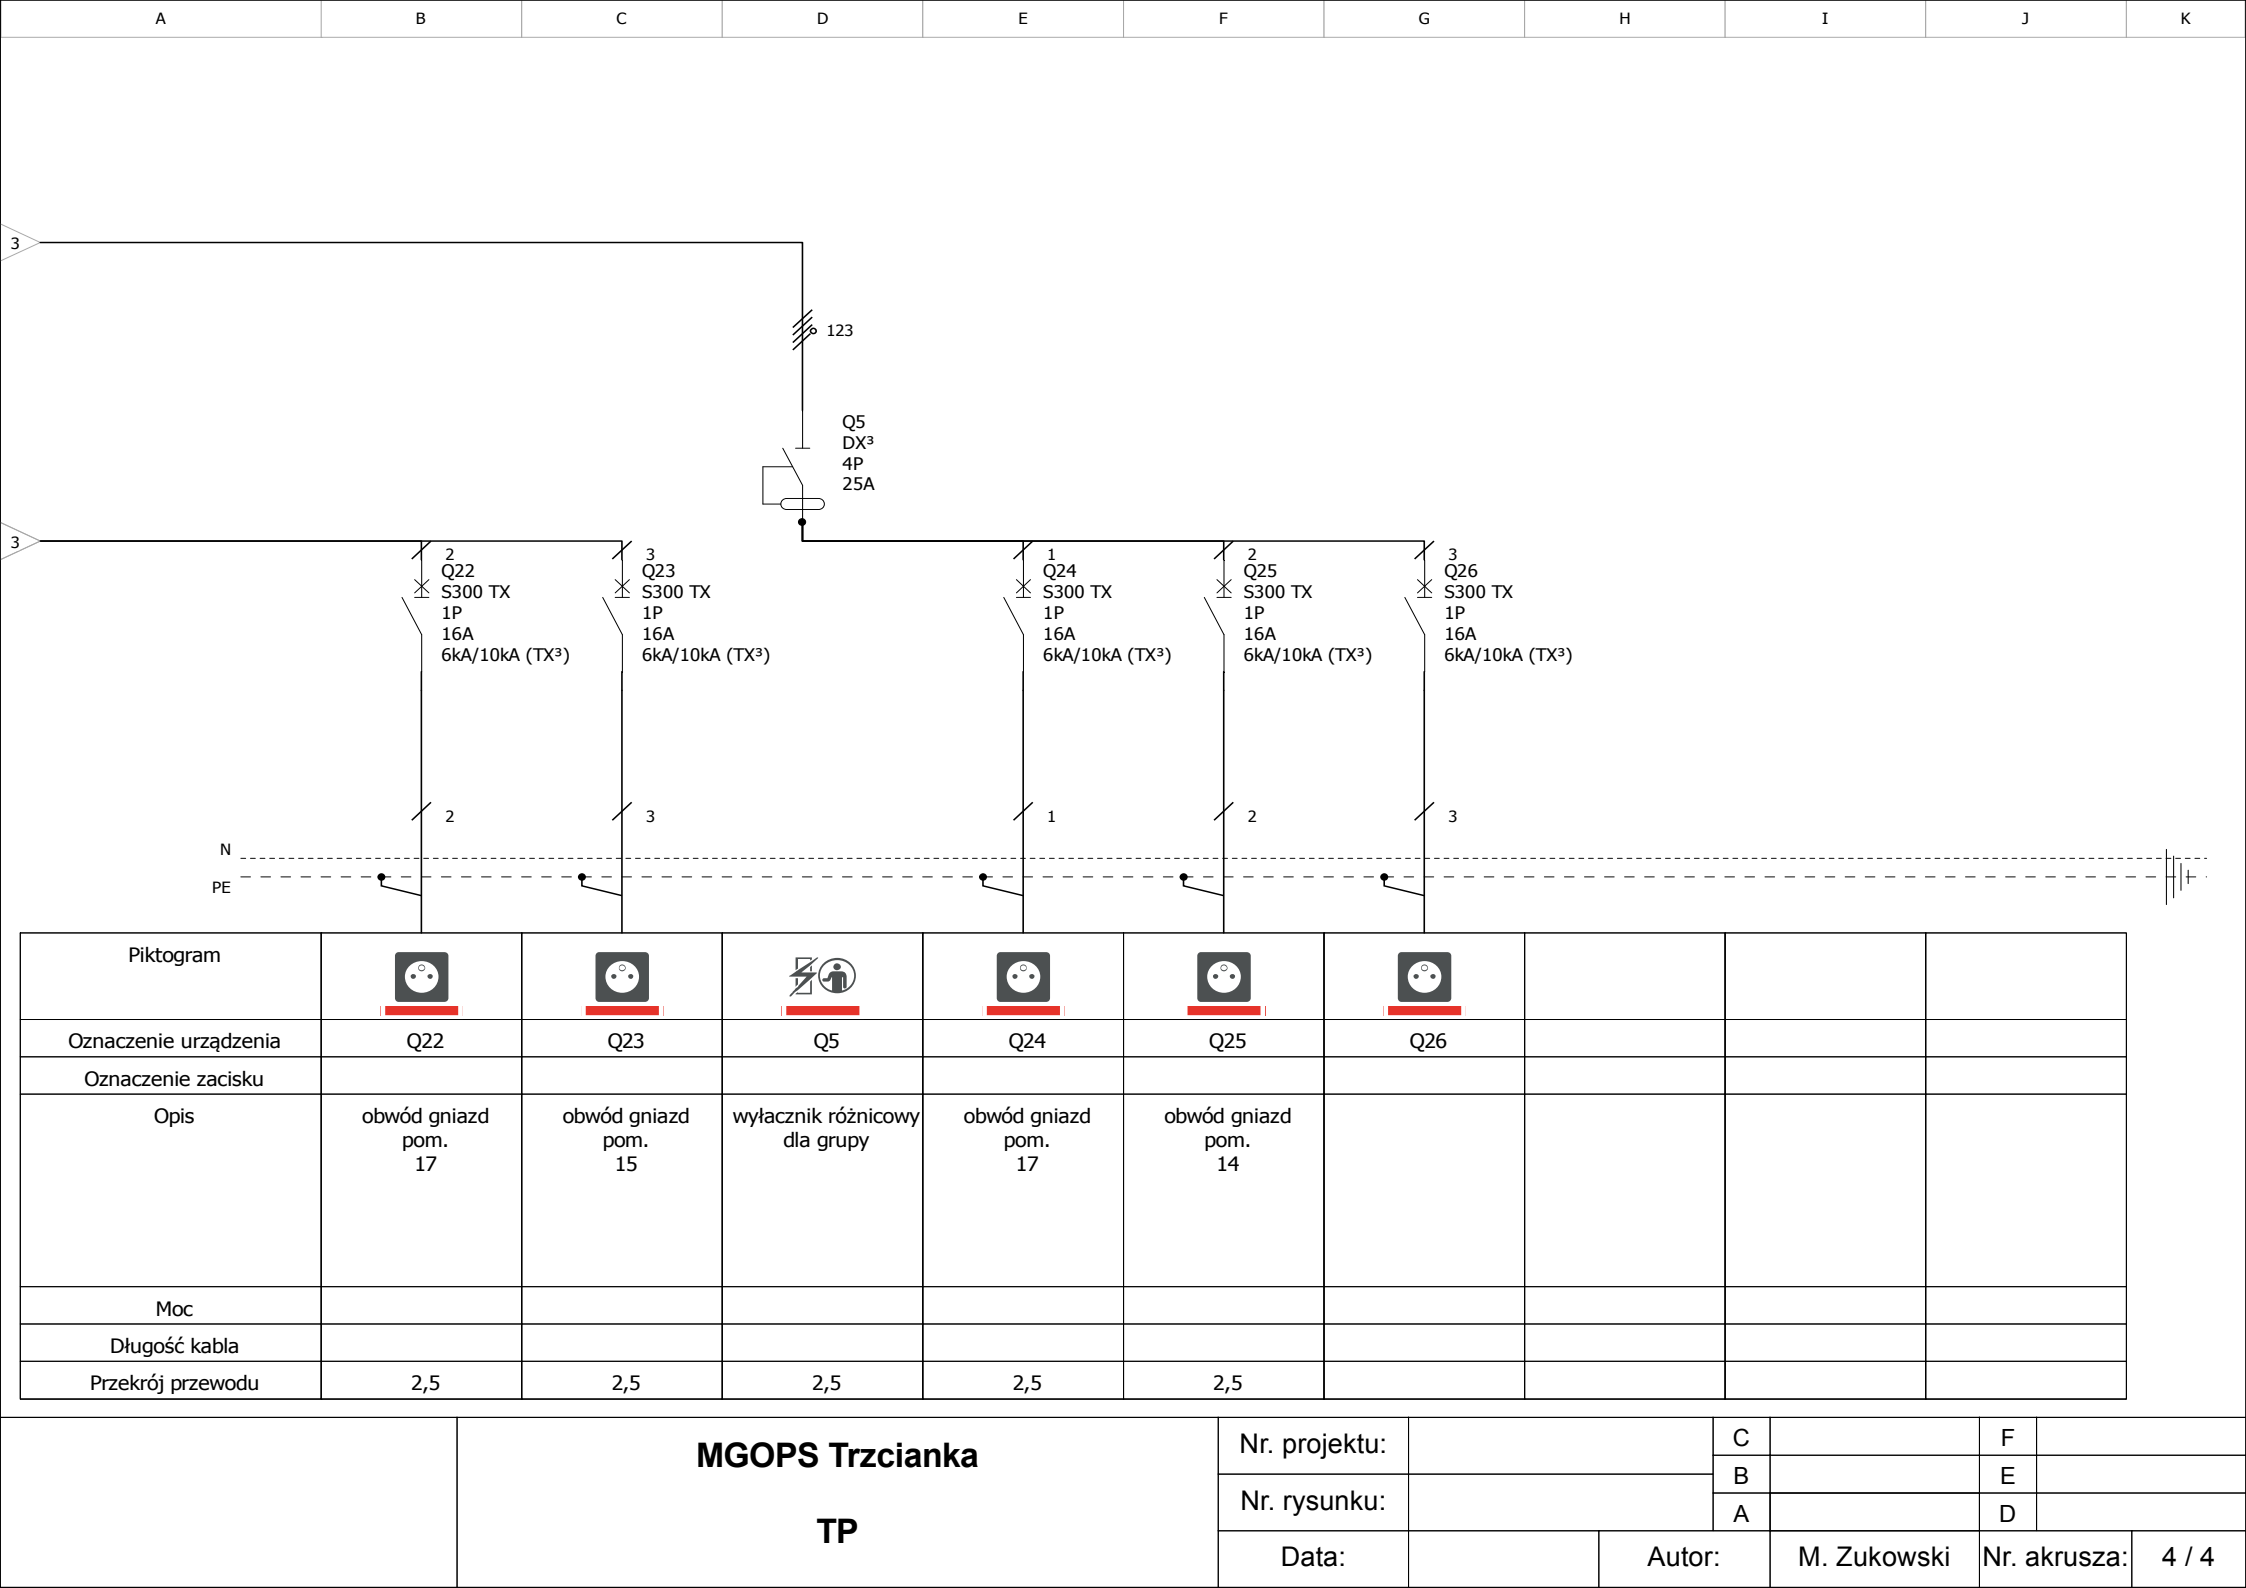 A B C D E F G H I J K
3
123
Q5
DX³
4P
25A
3
2 3 1 2 3
Q22 Q23 Q24 Q25 Q26
S300 TX S300 TX S300 TX S300 TX S300 TX
1P 1P 1P 1P 1P
16A 16A 16A 16A 16A
6kA/10kA (TX³) 6kA/10kA (TX³) 6kA/10kA (TX³) 6kA/10kA (TX³) 6kA/10kA (TX³)
2 3 1 2 3
N
PE
Piktogram
Oznaczenie urządzenia Q22 Q23 Q5 Q24 Q25 Q26
Oznaczenie zacisku
Opis obwód gniazd obwód gniazd wyłacznik różnicowy obwód gniazd obwód gniazd
pom. pom. dla grupy pom. pom.
17 15 17 14
Moc
Długość kabla
Przekrój przewodu 2,5 2,5 2,5 2,5 2,5
MGOPS Trzcianka
TP
Nr. projektu: C F
B E
Nr. rysunku: A D
Data: Autor: M. Zukowski Nr. akrusza: 4 / 4